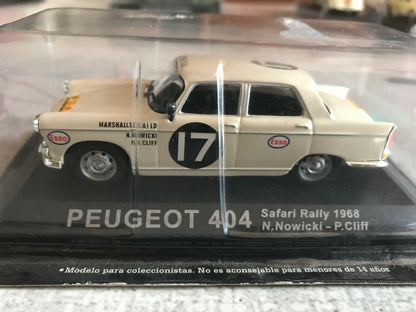 MARSHALLS (E.A) LD
N.NOWICKI
P.CLIFF
ESSO
17
ESSO
PEUGEOT 404
Safari Rally 1968
N.Nowicki - P.Cliff
•Modelo para coleccionistas. No es aconsejable para menores de 14 años